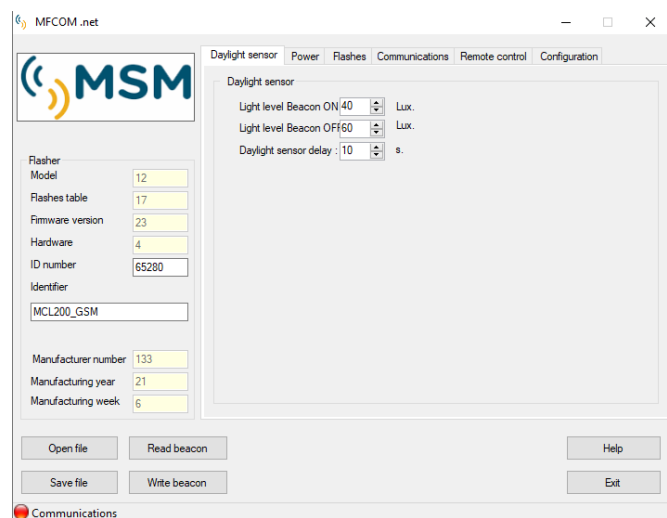 MFCOM .net
MSM
Daylight sensor Power Flashes Communications Remote control Configuration
Daylight sensor
Light level Beacon ON 40 Lux.
Light level Beacon OFF 60 Lux.
Daylight sensor delay : 10 s.
Flasher
Model 12
Flashes table 17
Firmware version 23
Hardware 4
ID number 65280
Identifier
MCL200_GSM
Manufacturer number 133
Manufacturing year 21
Manufacturing week 6
Open file Read beacon Help
Save file Write beacon Exit
Communications